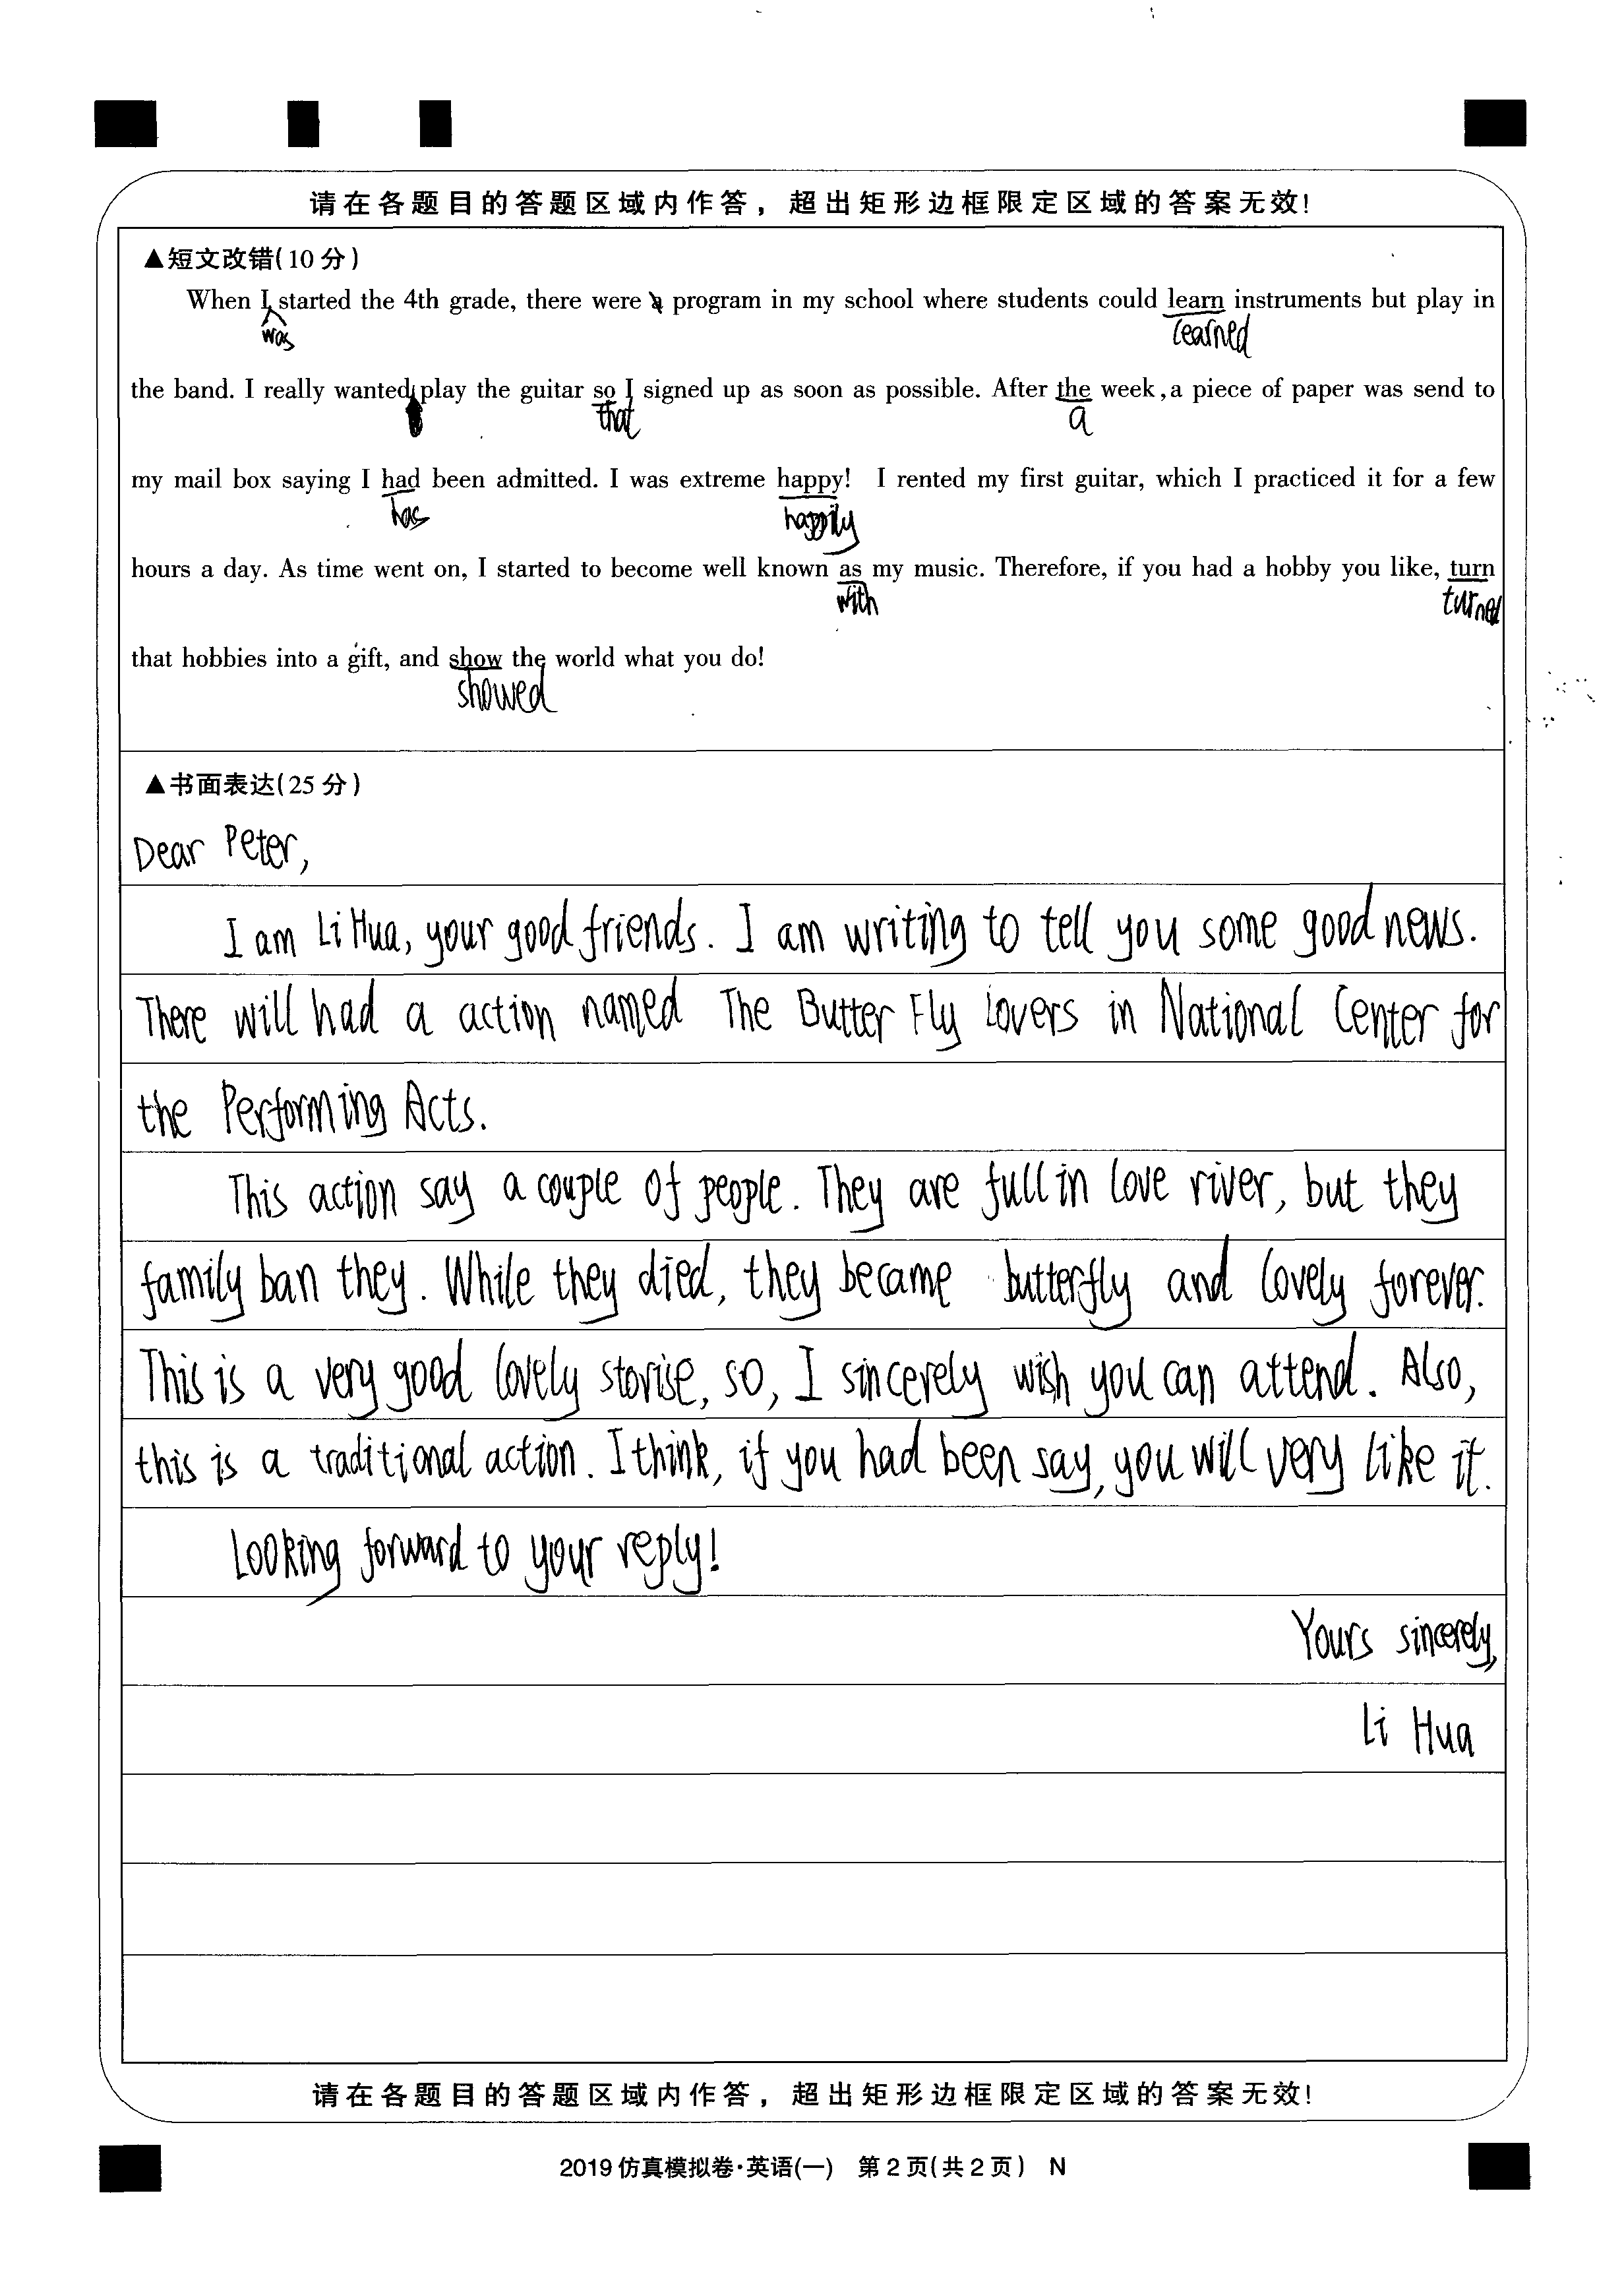 请在各题目的答题区域内作答，超出矩形边框限定区域的答案无效!
▲短文改错(10分)
When I started the 4th grade, there were a program in my school where students could learn instruments but play in
was learned
the band. I really wanted play the guitar so I signed up as soon as possible. After the week, a piece of paper was send to
that a
my mail box saying I had been admitted. I was extreme happy! I rented my first guitar, which I practiced it for a few
has happily
hours a day. As time went on, I started to become well known as my music. Therefore, if you had a hobby you like, turn
with turned
that hobbies into a gift, and show the world what you do!
showed
▲书面表达(25分)
Dear Peter,
I am Li Hua, your good friends. I am writing to tell you some good news.
There will had a action named The Butter Fly Lovers in National Center for
the Performing Acts.
This action say a couple of people. They are full in love river, but they
family ban they. While they died, they became butterfly and lovely forever.
This is a very good lovely storise, so, I sincerely wish you can attend. Also,
this is a traditional action. I think, if you had been say, you will very like it.
Looking forward to your reply!
Yours sincerely,
Li Hua
请在各题目的答题区域内作答，超出矩形边框限定区域的答案无效!
2019仿真模拟卷·英语(一) 第2页(共2页) N